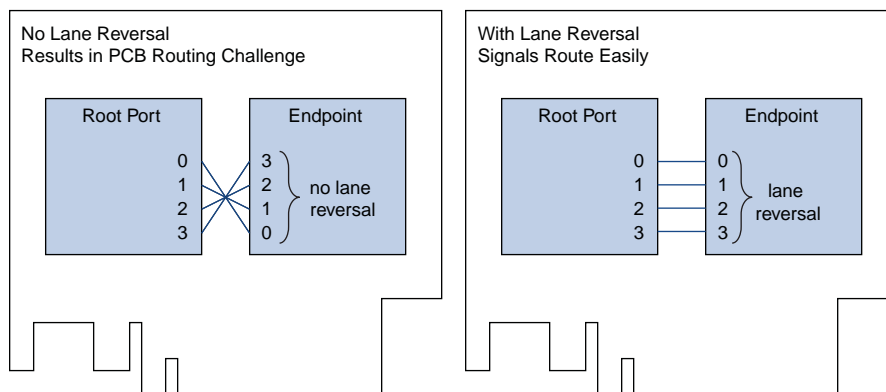 No Lane Reversal
Results in PCB Routing Challenge
Root Port
Endpoint
0
1
2
3
3
2
1
0
no lane
reversal
With Lane Reversal
Signals Route Easily
Root Port
Endpoint
0
1
2
3
0
1
2
3
lane
reversal